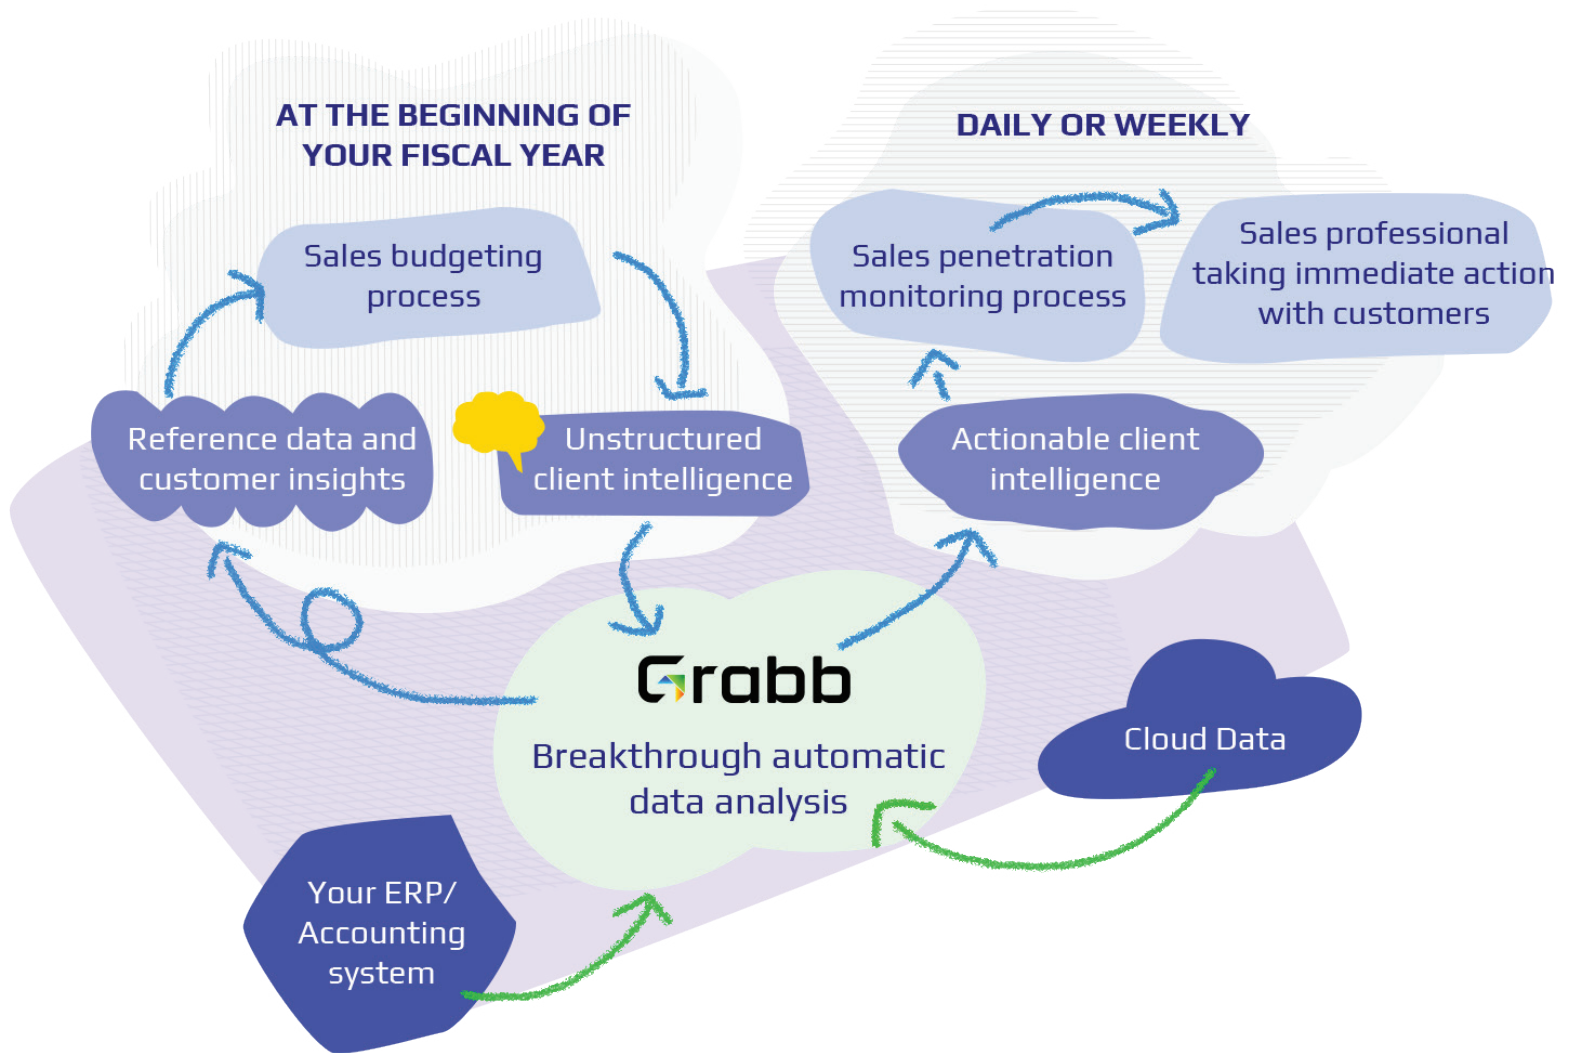 AT THE BEGINNING OF
YOUR FISCAL YEAR
Sales budgeting
process
Reference data and
customer insights
Unstructured
client intelligence
DAILY OR WEEKLY
Sales penetration
monitoring process
Sales professional
taking immediate action
with customers
Actionable client
intelligence
Grabb
Breakthrough automatic
data analysis
Cloud Data
Your ERP/
Accounting
system